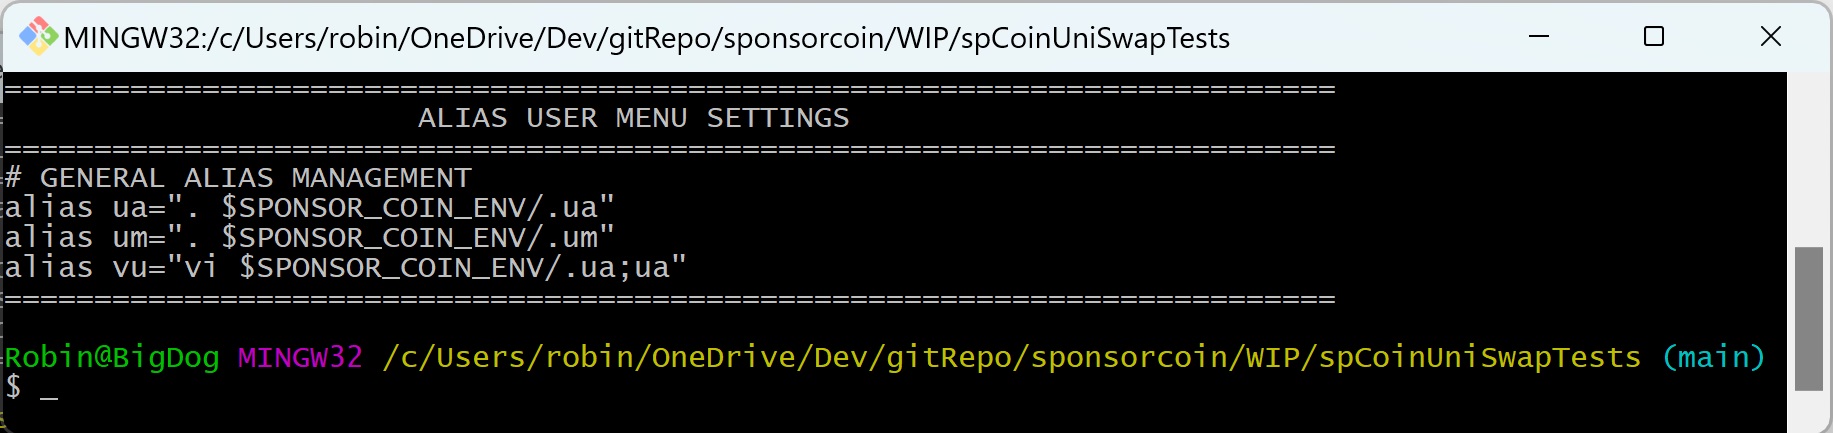 MINGW32:/c/Users/robin/OneDrive/Dev/gitRepo/sponsorcoin/WIP/spCoinUniSwapTests
==========================================================================
ALIAS USER MENU SETTINGS
==========================================================================
# GENERAL ALIAS MANAGEMENT
alias ua=". $SPONSOR_COIN_ENV/.ua"
alias um=". $SPONSOR_COIN_ENV/.um"
alias vu="vi $SPONSOR_COIN_ENV/.ua;ua"
==========================================================================
Robin@BigDog MINGW32 /c/Users/robin/OneDrive/Dev/gitRepo/sponsorcoin/WIP/spCoinUniSwapTests (main)
$ _